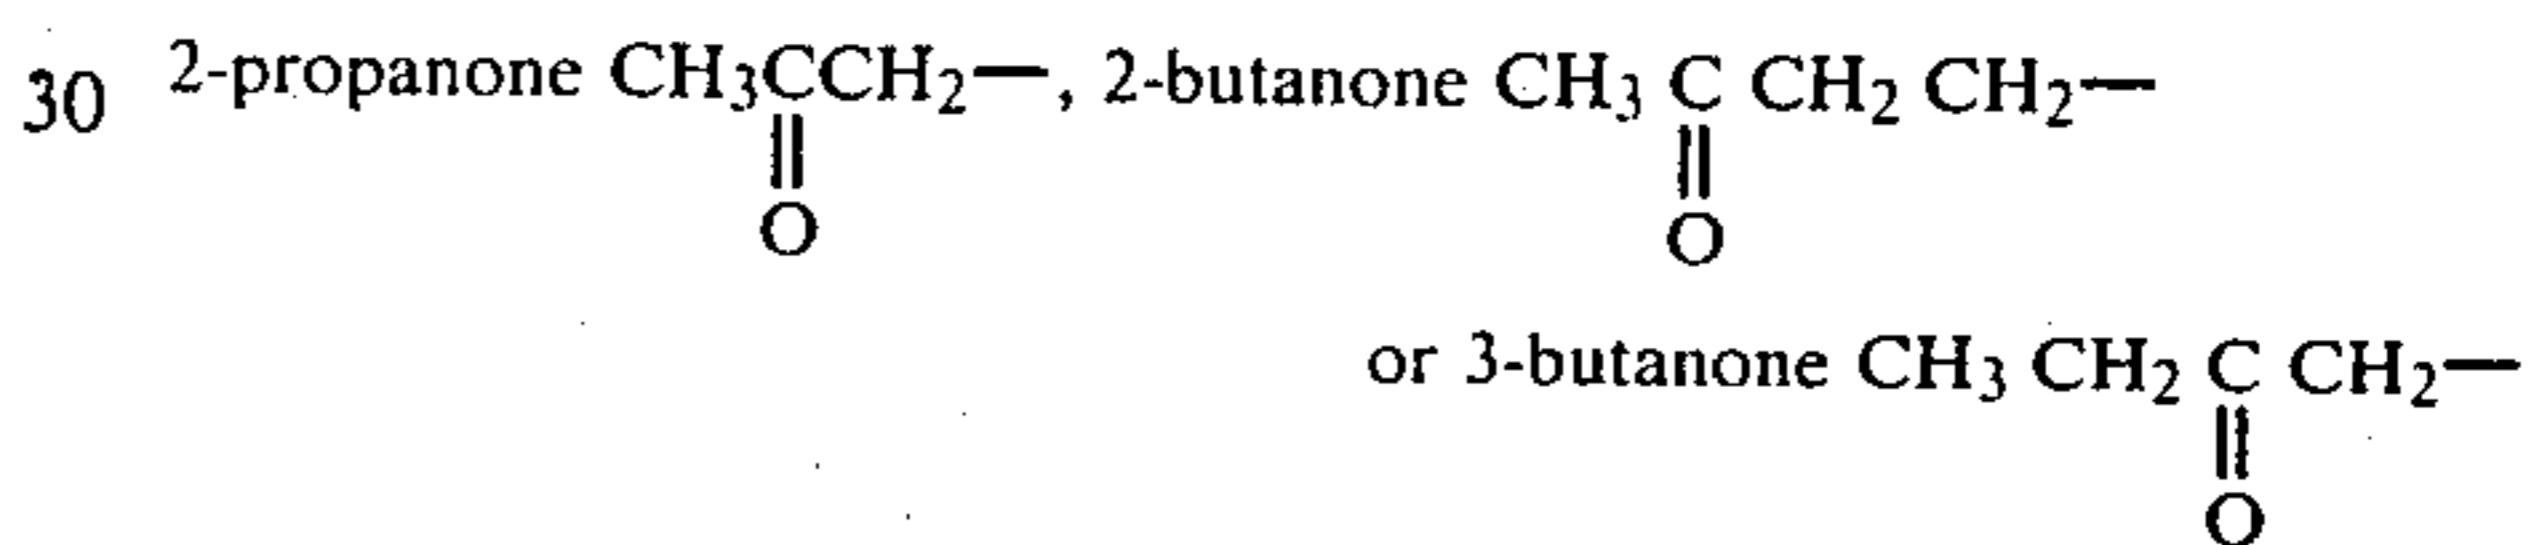 30 2-propanone CH3CCH2—, 2-butanone CH3 C CH2 CH2—
O O
or 3-butanone CH3 CH2 C CH2—
O